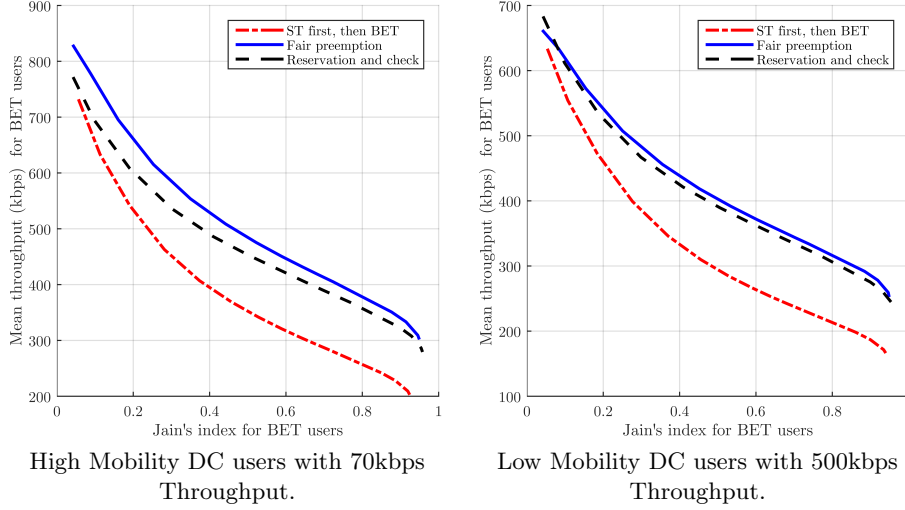 900
800
700
600
500
400
300
200
Mean throughput (kbps) for BET users
ST first, then BET
Fair preemption
Reservation and check
0
0.2
0.4
0.6
0.8
1
Jain's index for BET users
High Mobility DC users with 70kbps
Throughput.
700
600
500
400
300
200
100
Mean throughput (kbps) for BET users
ST first, then BET
Fair preemption
Reservation and check
0
0.2
0.4
0.6
0.8
Jain's index for BET users
Low Mobility DC users with 500kbps
Throughput.